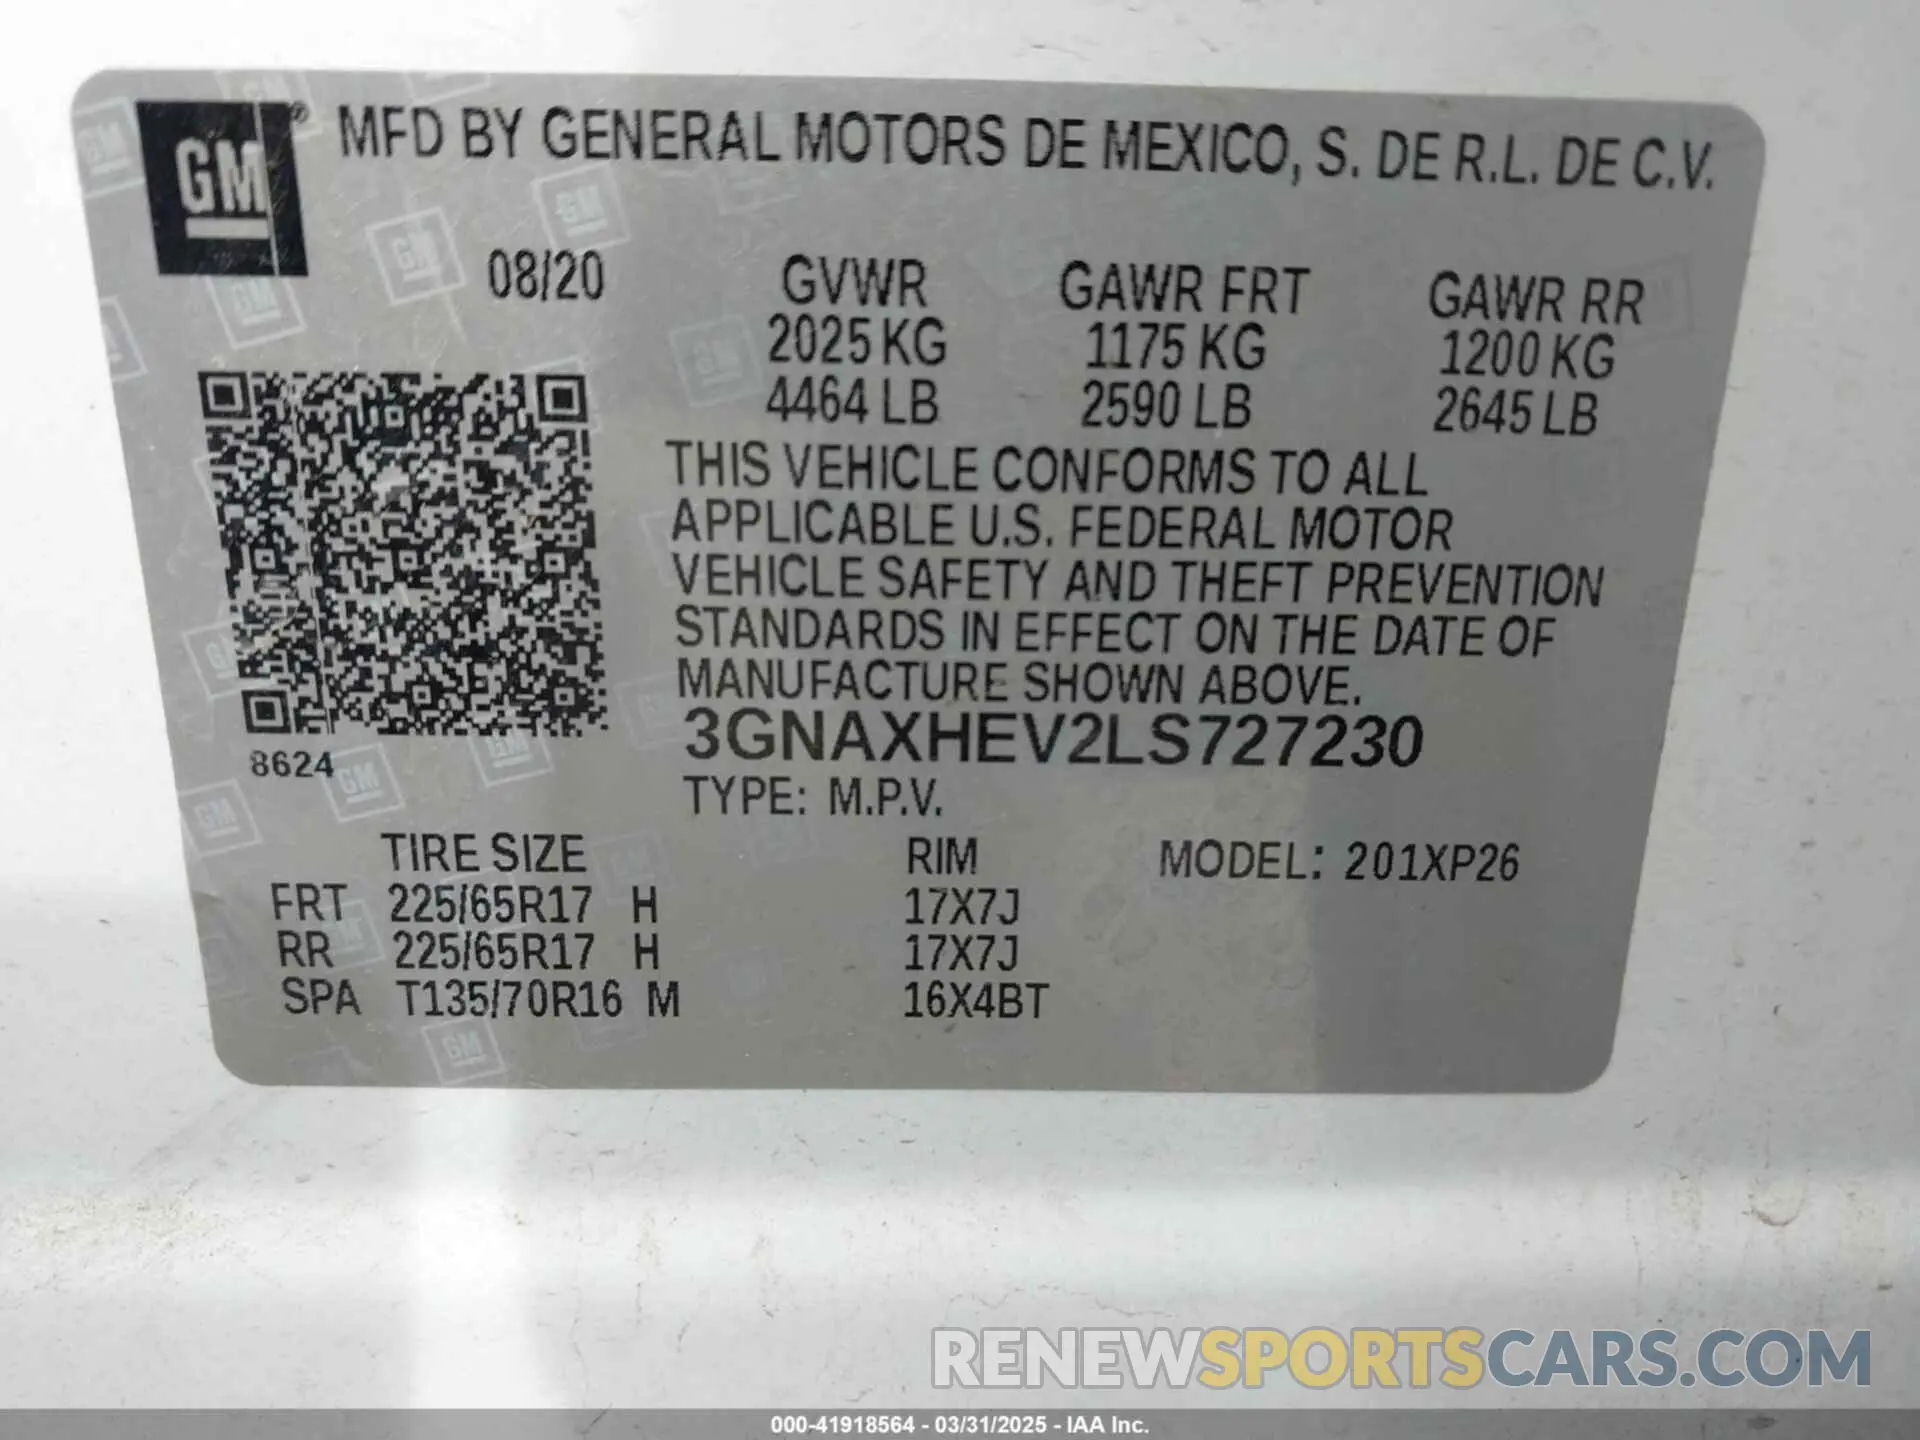 GM® MFD BY GENERAL MOTORS DE MEXICO, S. DE R.L. DE C.V.
08/20 GVWR GAWR FRT GAWR RR
2025 KG 1175 KG 1200 KG
4464 LB 2590 LB 2645 LB
THIS VEHICLE CONFORMS TO ALL
APPLICABLE U.S. FEDERAL MOTOR
VEHICLE SAFETY AND THEFT PREVENTION
STANDARDS IN EFFECT ON THE DATE OF
MANUFACTURE SHOWN ABOVE.
3GNAXHEV2LS727230
8624
TYPE: M.P.V.
TIRE SIZE RIM MODEL: 201XP26
FRT 225/65R17 H 17X7J
RR 225/65R17 H 17X7J
SPA T135/70R16 M 16X4BT
RENEWSPORTSCARS.COM
000-41918564 - 03/31/2025 - IAA Inc.